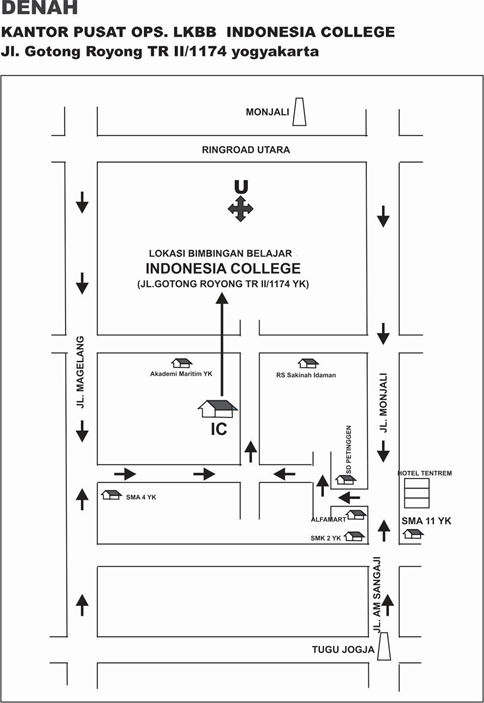 DENAH
KANTOR PUSAT OPS. LKBB INDONESIA COLLEGE
Jl. Gotong Royong TR II/1174 yogyakarta
MONJALI
RINGROAD UTARA
U
LOKASI BIMBINGAN BELAJAR
INDONESIA COLLEGE
(JL.GOTONG ROYONG TR II/1174 YK)
JL. MAGELANG
Akademi Maritim YK
RS Sakinah Idaman
JL. MONJALI
IC
SD PETINGGEN
HOTEL TENTREM
SMA 4 YK
ALFAMART
SMA 11 YK
SMK 2 YK
JL. AM SANGAJI
TUGU JOGJA